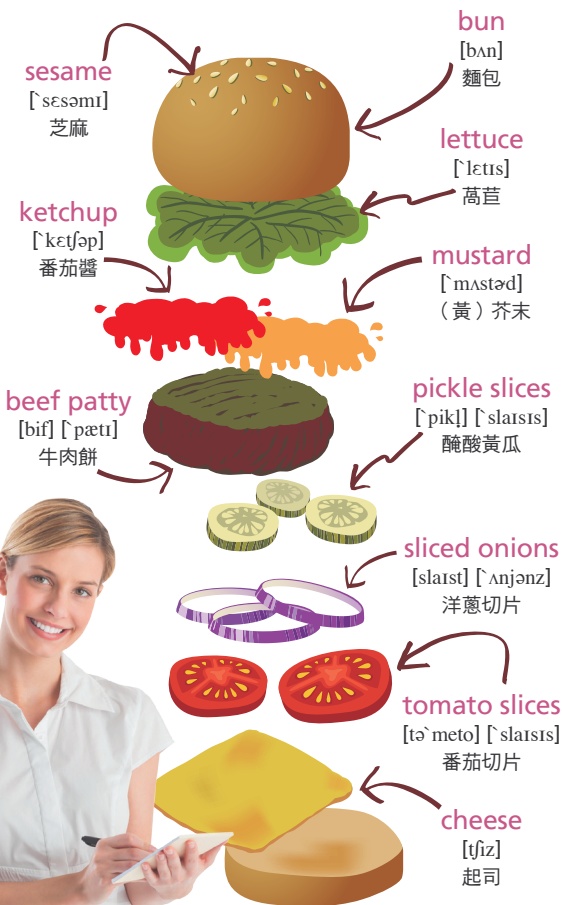 bun
[bʌn]
麵包
sesame
[ˋsɛsəmɪ]
芝麻
lettuce
[ˋlɛtɪs]
萵苣
ketchup
[ˋkɛtʃəp]
番茄醬
mustard
[ˋmʌstɚd]
（黃）芥末
beef patty
[bif] [ˋpætɪ]
牛肉餅
pickle slices
[ˋpikl̩] [ˋslaɪsɪs]
醃酸黃瓜
sliced onions
[slaɪst] [ˋʌnjənz]
洋蔥切片
tomato slices
[təˋmeto] [ˋslaɪsɪs]
番茄切片
cheese
[tʃiz]
起司